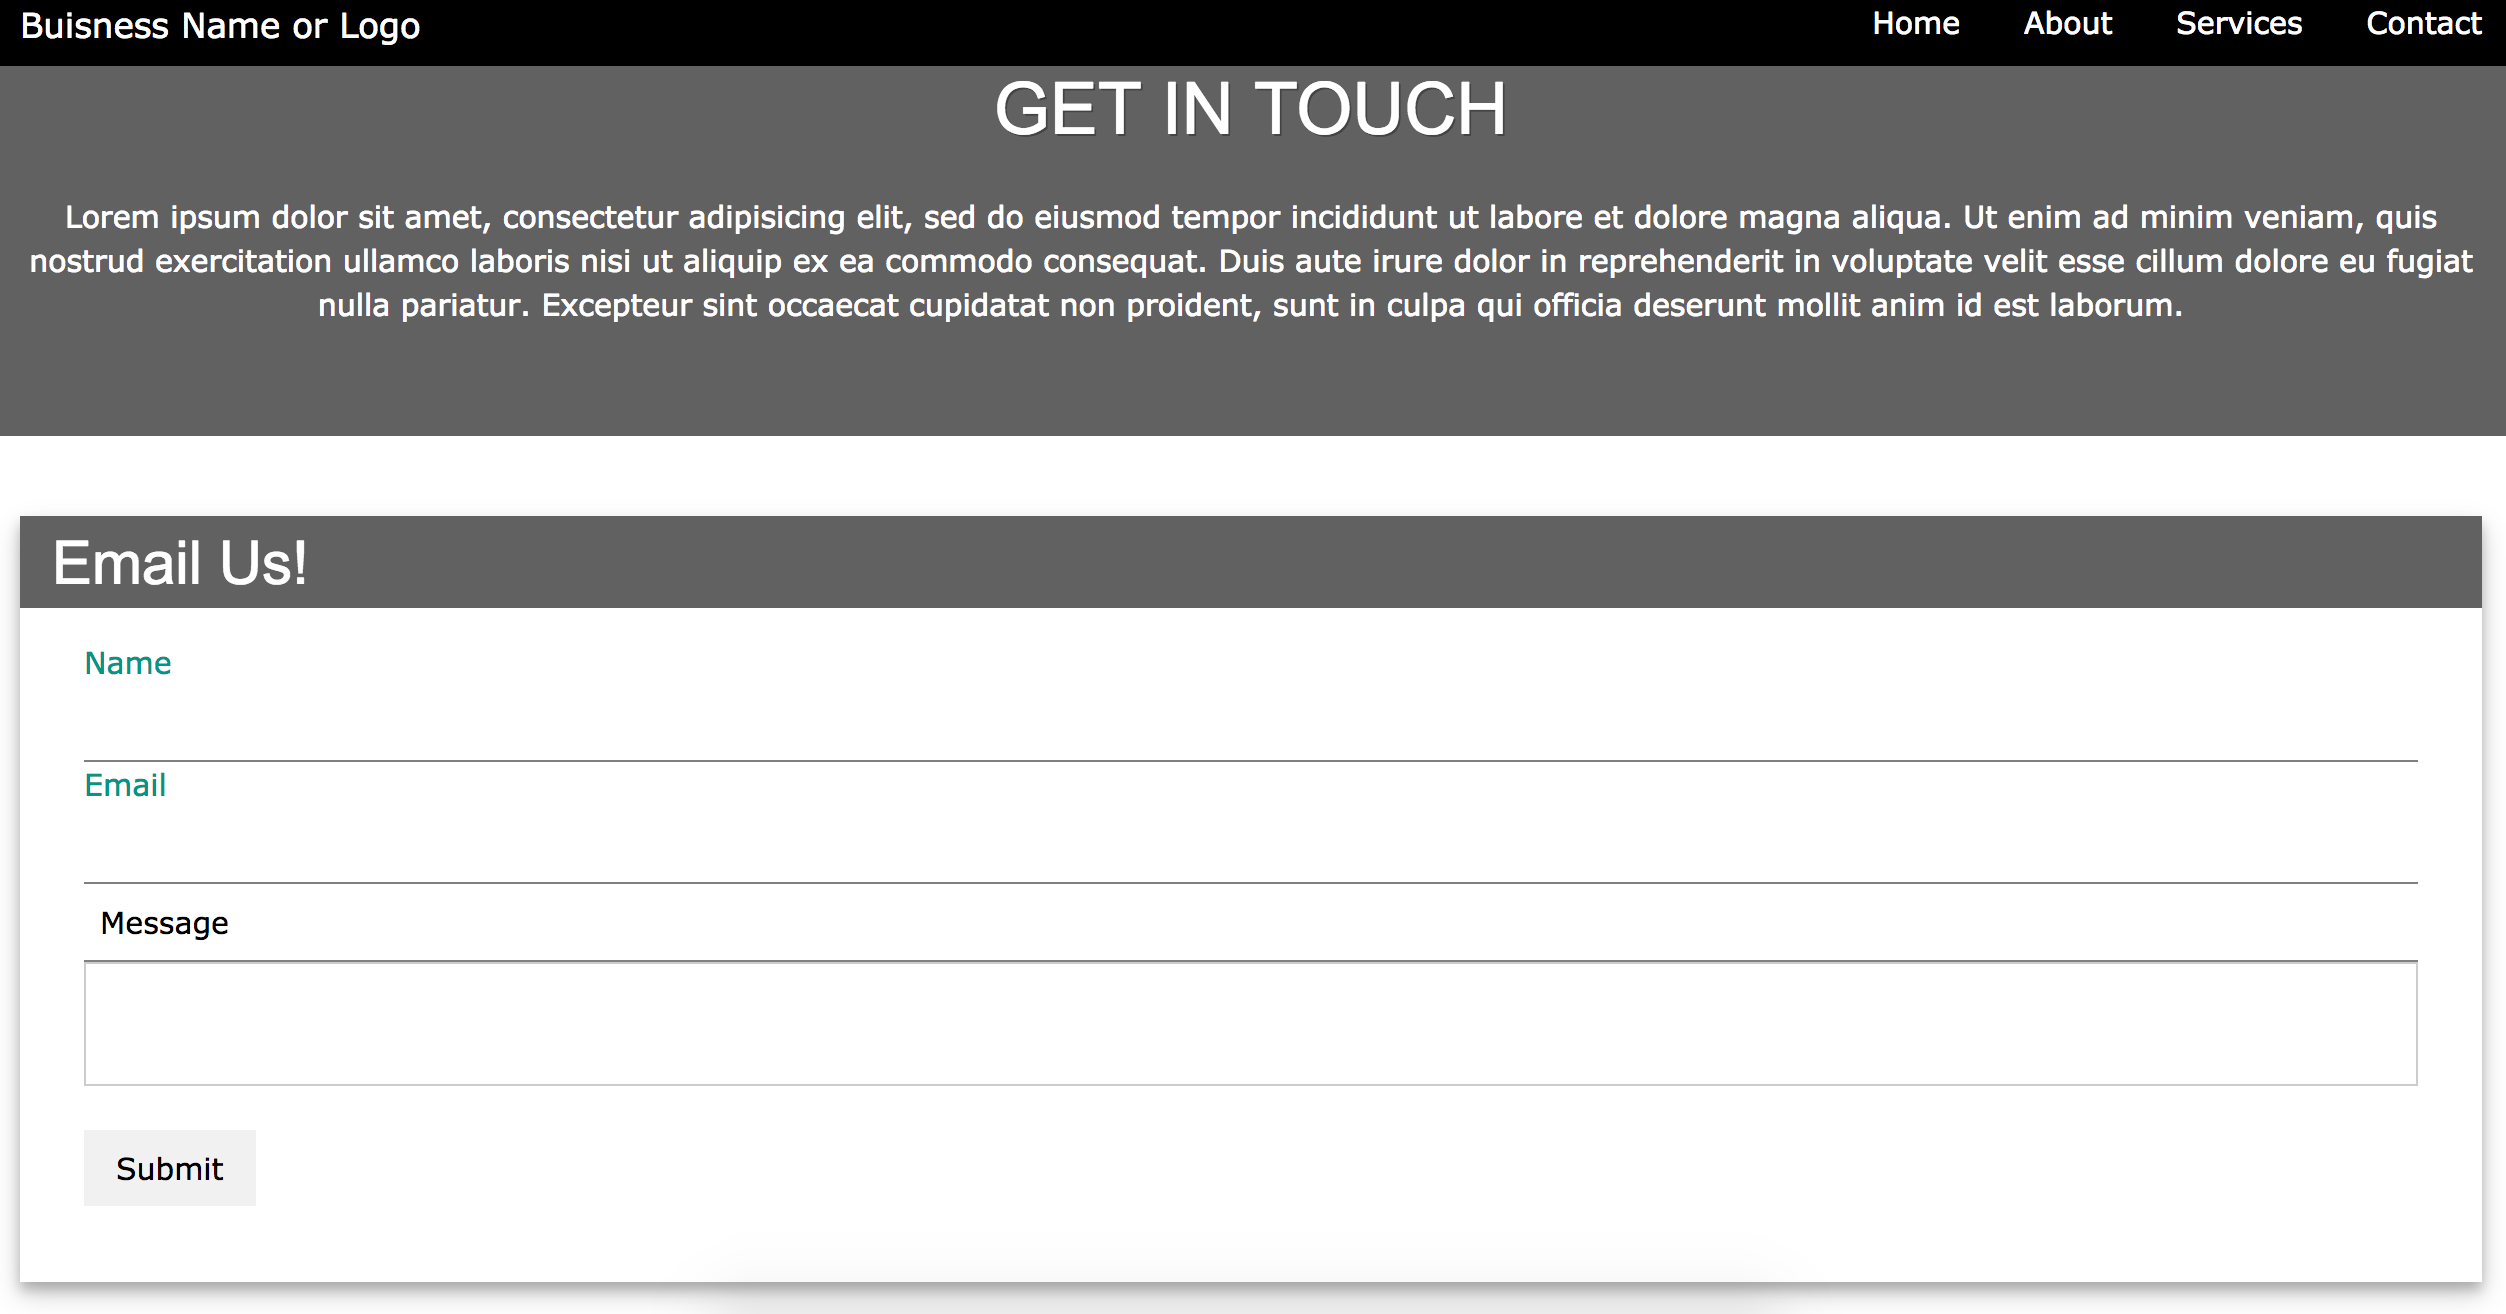 Buisness Name or Logo
Home About Services Contact
GET IN TOUCH
Lorem ipsum dolor sit amet, consectetur adipisicing elit, sed do eiusmod tempor incididunt ut labore et dolore magna aliqua. Ut enim ad minim veniam, quis
nostrud exercitation ullamco laboris nisi ut aliquip ex ea commodo consequat. Duis aute irure dolor in reprehenderit in voluptate velit esse cillum dolore eu fugiat
nulla pariatur. Excepteur sint occaecat cupidatat non proident, sunt in culpa qui officia deserunt mollit anim id est laborum.
Email Us!
Name
Email
Message
Submit